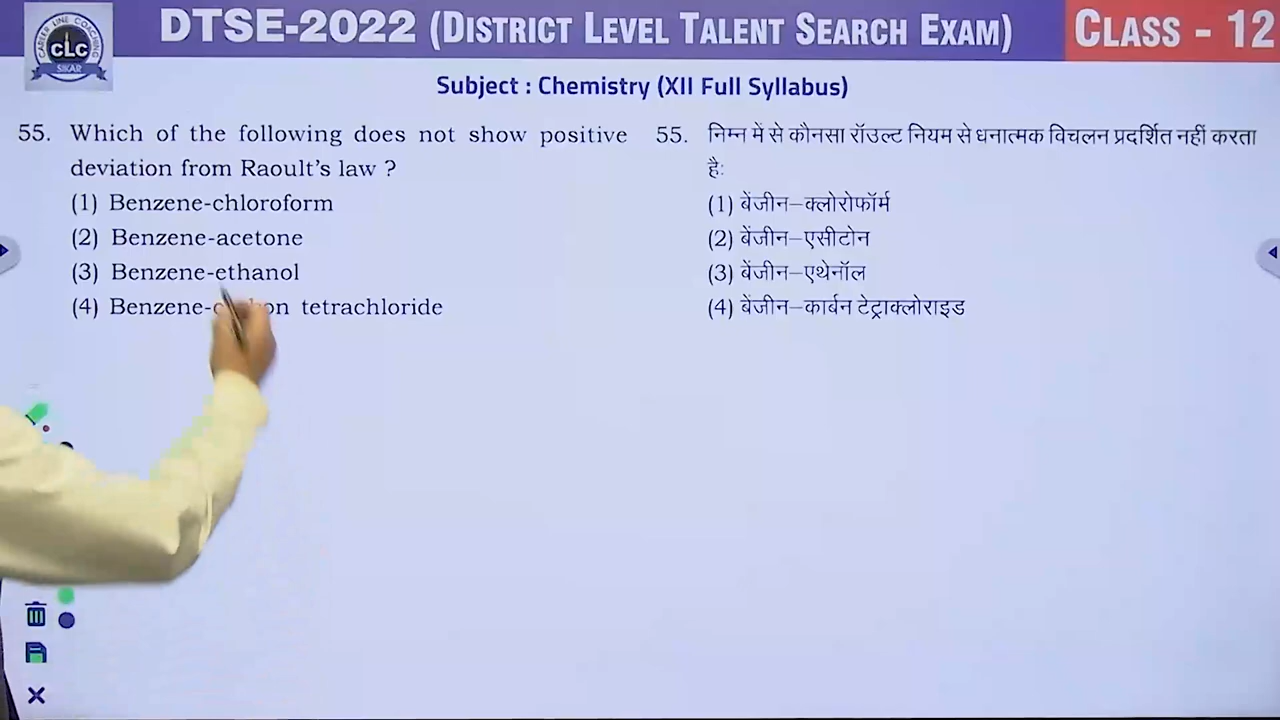 CAREER LINE COACHING
CLC
SIKAR
DTSE-2022 (DISTRICT LEVEL TALENT SEARCH EXAM)
CLASS - 12
Subject : Chemistry (XII Full Syllabus)
55. Which of the following does not show positive
deviation from Raoult's law ?
(1) Benzene-chloroform
(2) Benzene-acetone
(3) Benzene-ethanol
(4) Benzene- tetrachloride
55. निम्न में से कौनसा रॉउल्ट नियम से धनात्मक विचलन प्रदर्शित नहीं करता
है:
(1) बेंजीन–क्लोरोफॉर्म
(2) बेंजीन–एसीटोन
(3) बेंजीन–एथेनॉल
(4) बेंजीन–कार्बन टेट्राक्लोराइड